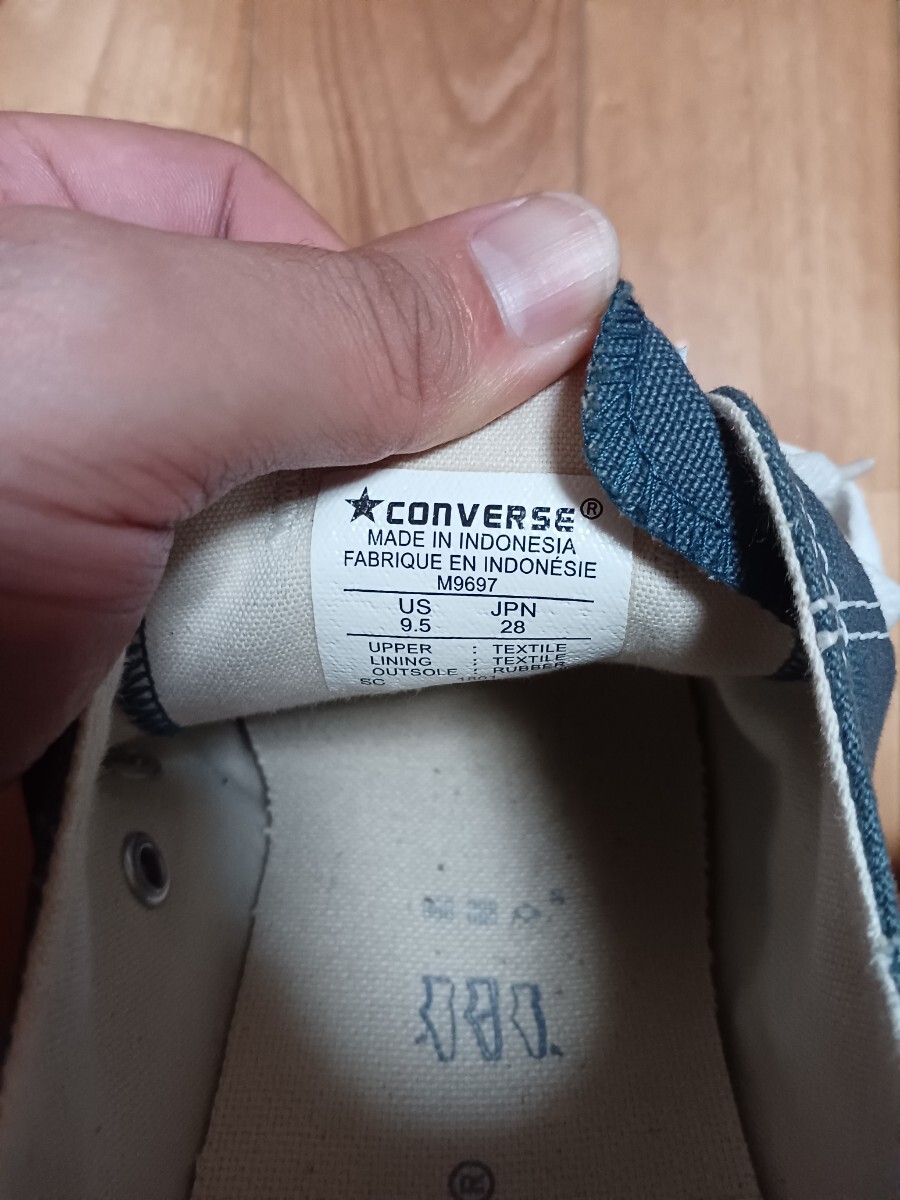 ★CONVERSE®
MADE IN INDONESIA
FABRIQUE EN INDONÉSIE
M9697
US JPN
9.5 28
UPPER : TEXTILE
LINING : TEXTILE
OUTSOLE : RUBBER
SC
®